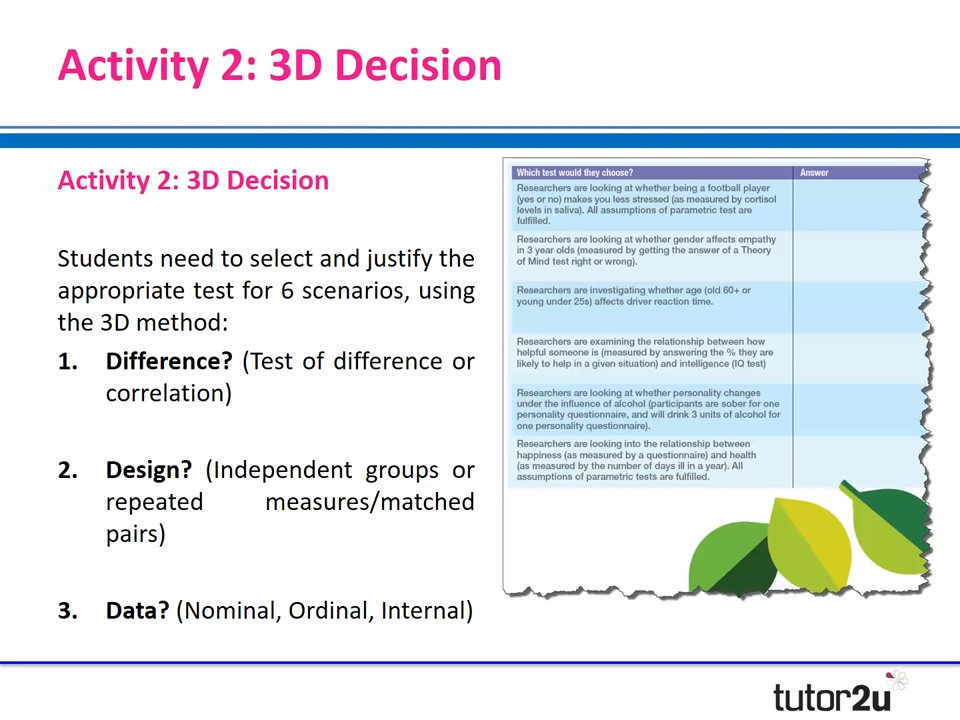 Activity 2: 3D Decision
Activity 2: 3D Decision
Students need to select and justify the
appropriate test for 6 scenarios, using
the 3D method:
1. Difference? (Test of difference or
correlation)
2. Design? (Independent groups or
repeated measures/matched
pairs)
3. Data? (Nominal, Ordinal, Internal)
Which test would they choose? Answer
Researchers are looking at whether being a football player
(yes or no) makes you less stressed (as measured by cortisol
levels in saliva). All assumptions of parametric test are
fulfilled.
Researchers are looking at whether gender affects empathy
in 3 year olds (measured by getting the answer of a Theory
of Mind test right or wrong).
Researchers are investigating whether age (old 60+ or
young under 25s) affects driver reaction time.
Researchers are examining the relationship between how
helpful someone is (measured by answering the % they are
likely to help in a given situation) and intelligence (IQ test)
Researchers are looking at whether personality changes
under the influence of alcohol (participants are sober for one
personality questionnaire, and will drink 3 units of alcohol for
one personality questionnaire).
Researchers are looking into the relationship between
happiness (as measured by a questionnaire) and health
(as measured by the number of days ill in a year). All
assumptions of parametric tests are fulfilled.
tutor2u